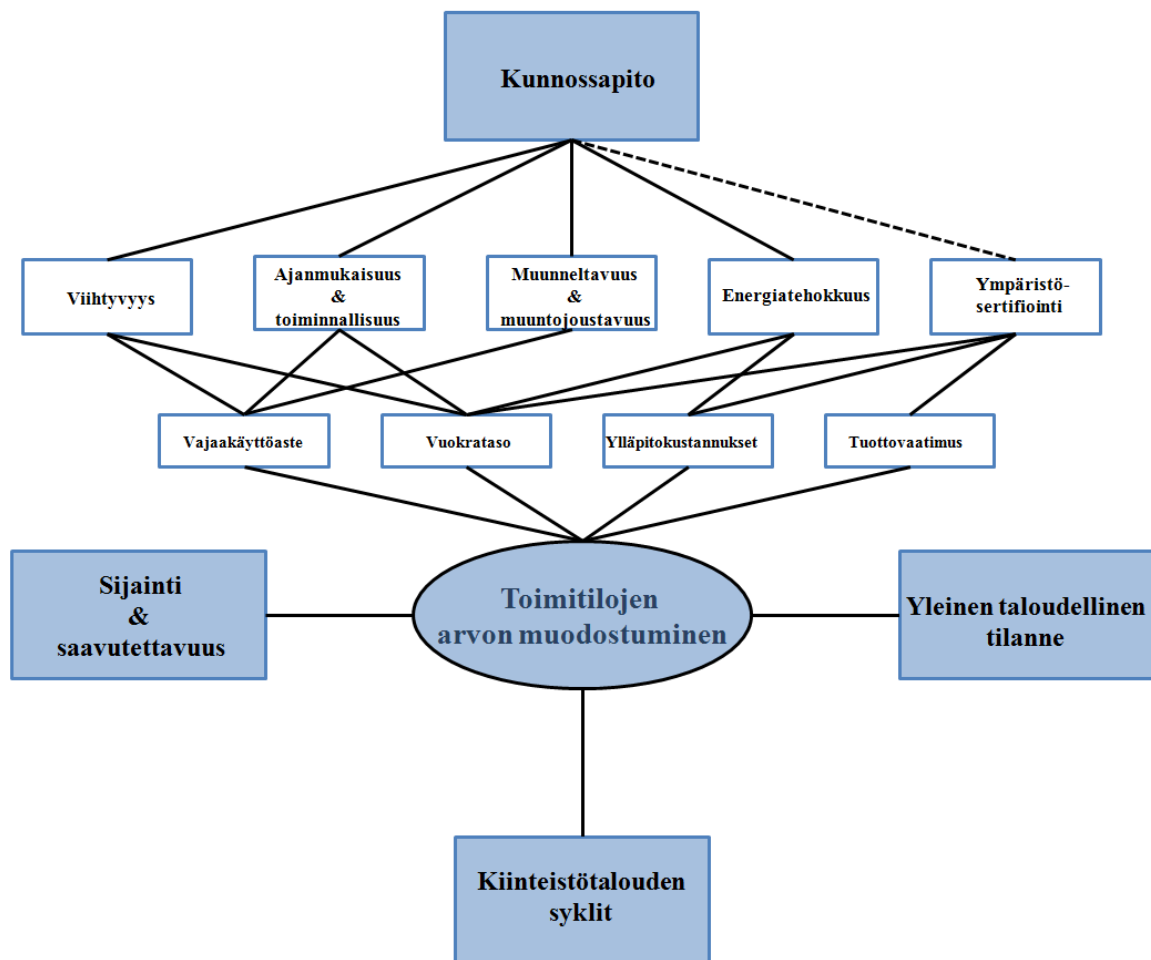 Kunnossapito
Viihtyvyys
Ajanmukaisuus
&
toiminnallisuus
Muunneltavuus
&
muuntojoustavuus
Energiatehokkuus
Ympäristö-
sertifiointi
Vajaakäyttöaste
Vuokrataso
Ylläpitokustannukset
Tuottovaatimus
Sijainti
&
saavutettavuus
Toimitilojen
arvon muodostuminen
Yleinen taloudellinen
tilanne
Kiinteistötalouden
syklit